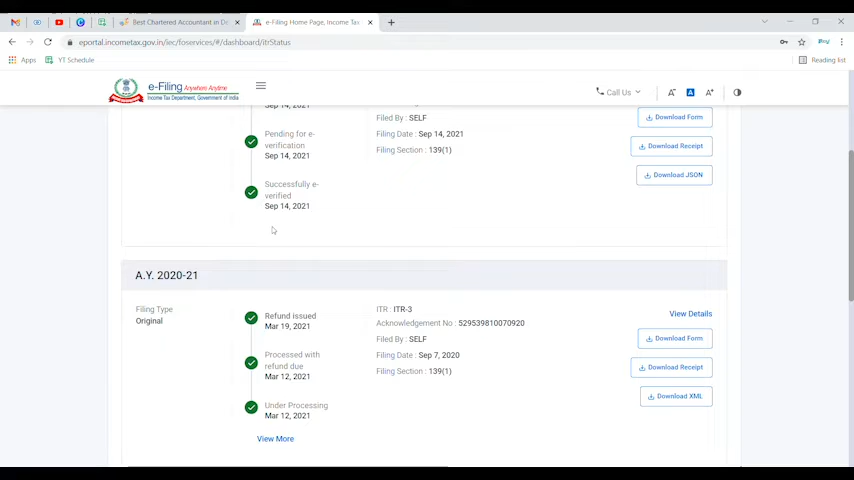 Best Chartered Accountant in De
e-Filing Home Page, Income Tax
eportal.incometax.gov.in/iec/foservices/#/dashboard/itrStatus
Apps
YT Schedule
Reading list
e-Filing Anywhere Anytime
Income Tax Department, Government of India
Call Us
A-
A
A+
Sep 14, 2021
Filed By : SELF
Download Form
Pending for e-
verification
Sep 14, 2021
Filing Date : Sep 14, 2021
Filing Section : 139(1)
Download Receipt
Download JSON
Successfully e-
verified
Sep 14, 2021
A.Y. 2020-21
Filing Type
Original
Refund Issued
Mar 19, 2021
ITR : ITR-3
Acknowledgement No : 529539810070920
Filed By : SELF
Filing Date : Sep 7, 2020
Filing Section : 139(1)
View Details
Download Form
Download Receipt
Download XML
Processed with
refund due
Mar 12, 2021
Under Processing
Mar 12, 2021
View More